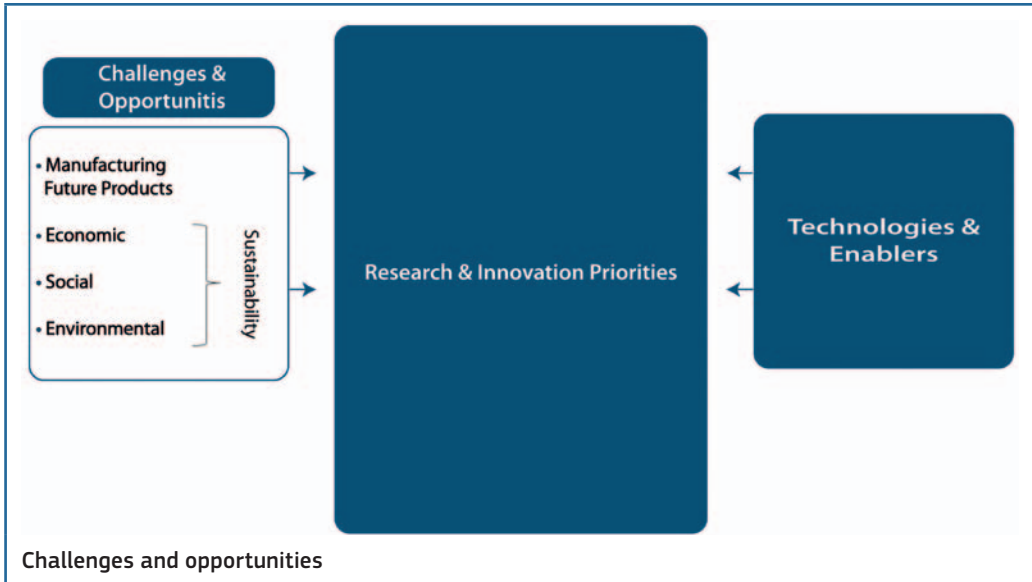 Challenges &
Opportunitis
• Manufacturing
Future Products
• Economic
• Social
• Environmental
Sustainability
Research & Innovation Priorities
Technologies &
Enablers
Challenges and opportunities